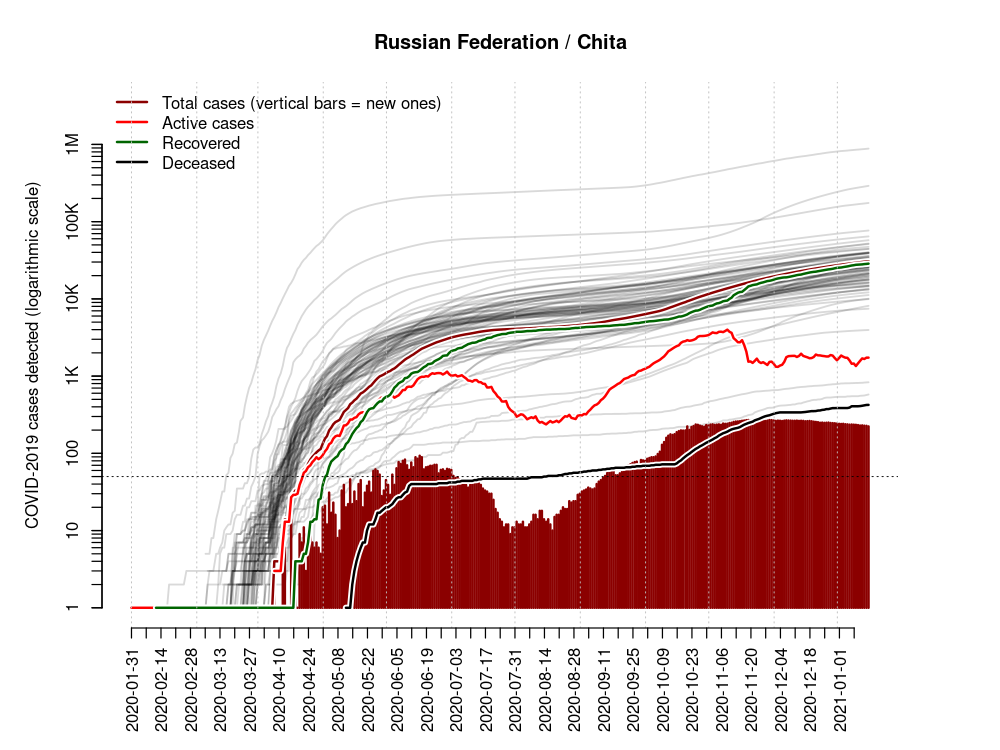 Russian Federation / Chita
Total cases (vertical bars = new ones)
Active cases
Recovered
Deceased
COVID-2019 cases detected (logarithmic scale)
1M
100K
10K
1K
100
10
1
2020-01-31
2020-02-14
2020-02-28
2020-03-13
2020-03-27
2020-04-10
2020-04-24
2020-05-08
2020-05-22
2020-06-05
2020-06-19
2020-07-03
2020-07-17
2020-07-31
2020-08-14
2020-08-28
2020-09-11
2020-09-25
2020-10-09
2020-10-23
2020-11-06
2020-11-20
2020-12-04
2020-12-18
2021-01-01